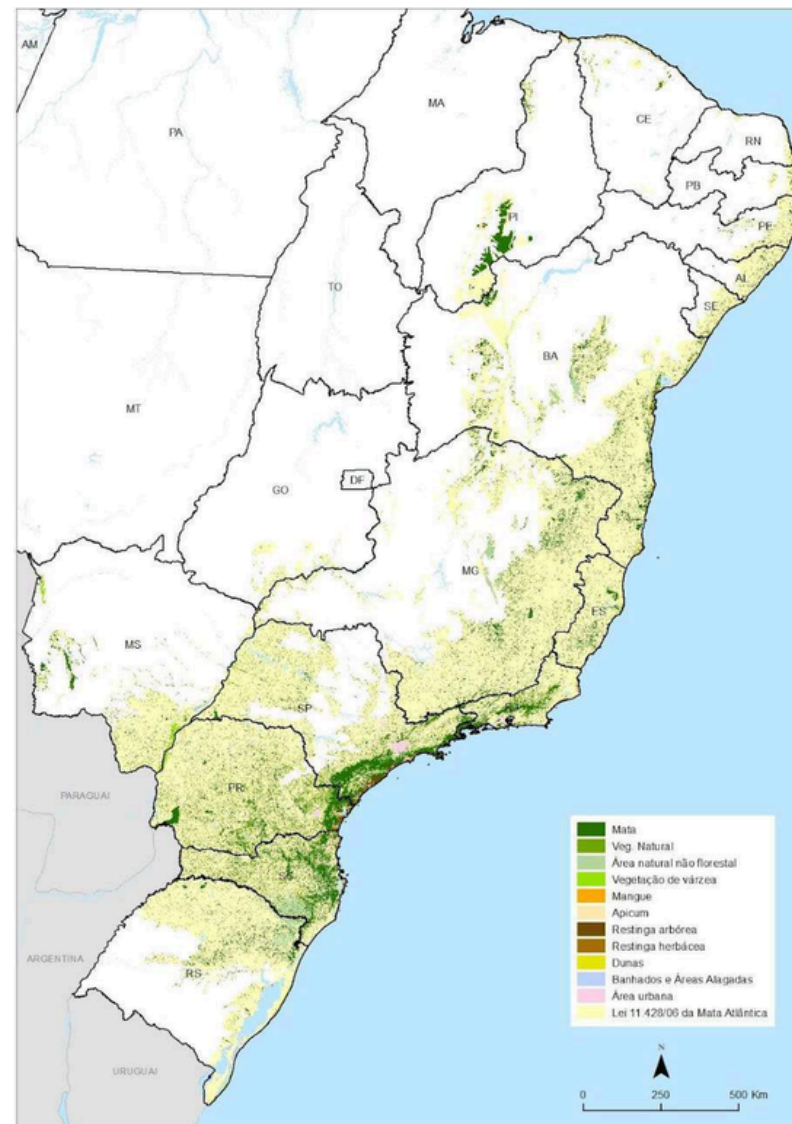 AM
PA
MA
CE
RN
PB
PE
PI
AL
SE
TO
BA
MT
DF
GO
MG
ES
MS
SP
PARAGUAI
PR
SC
ARGENTINA
RS
URUGUAI
Mata
Veg. Natural
Área natural não florestal
Vegetação de várzea
Mangue
Apicum
Restinga arbórea
Restinga herbácea
Dunas
Banhados e Áreas Alagadas
Área urbana
Lei 11.428/06 da Mata Atlântica
N
0 250 500 Km